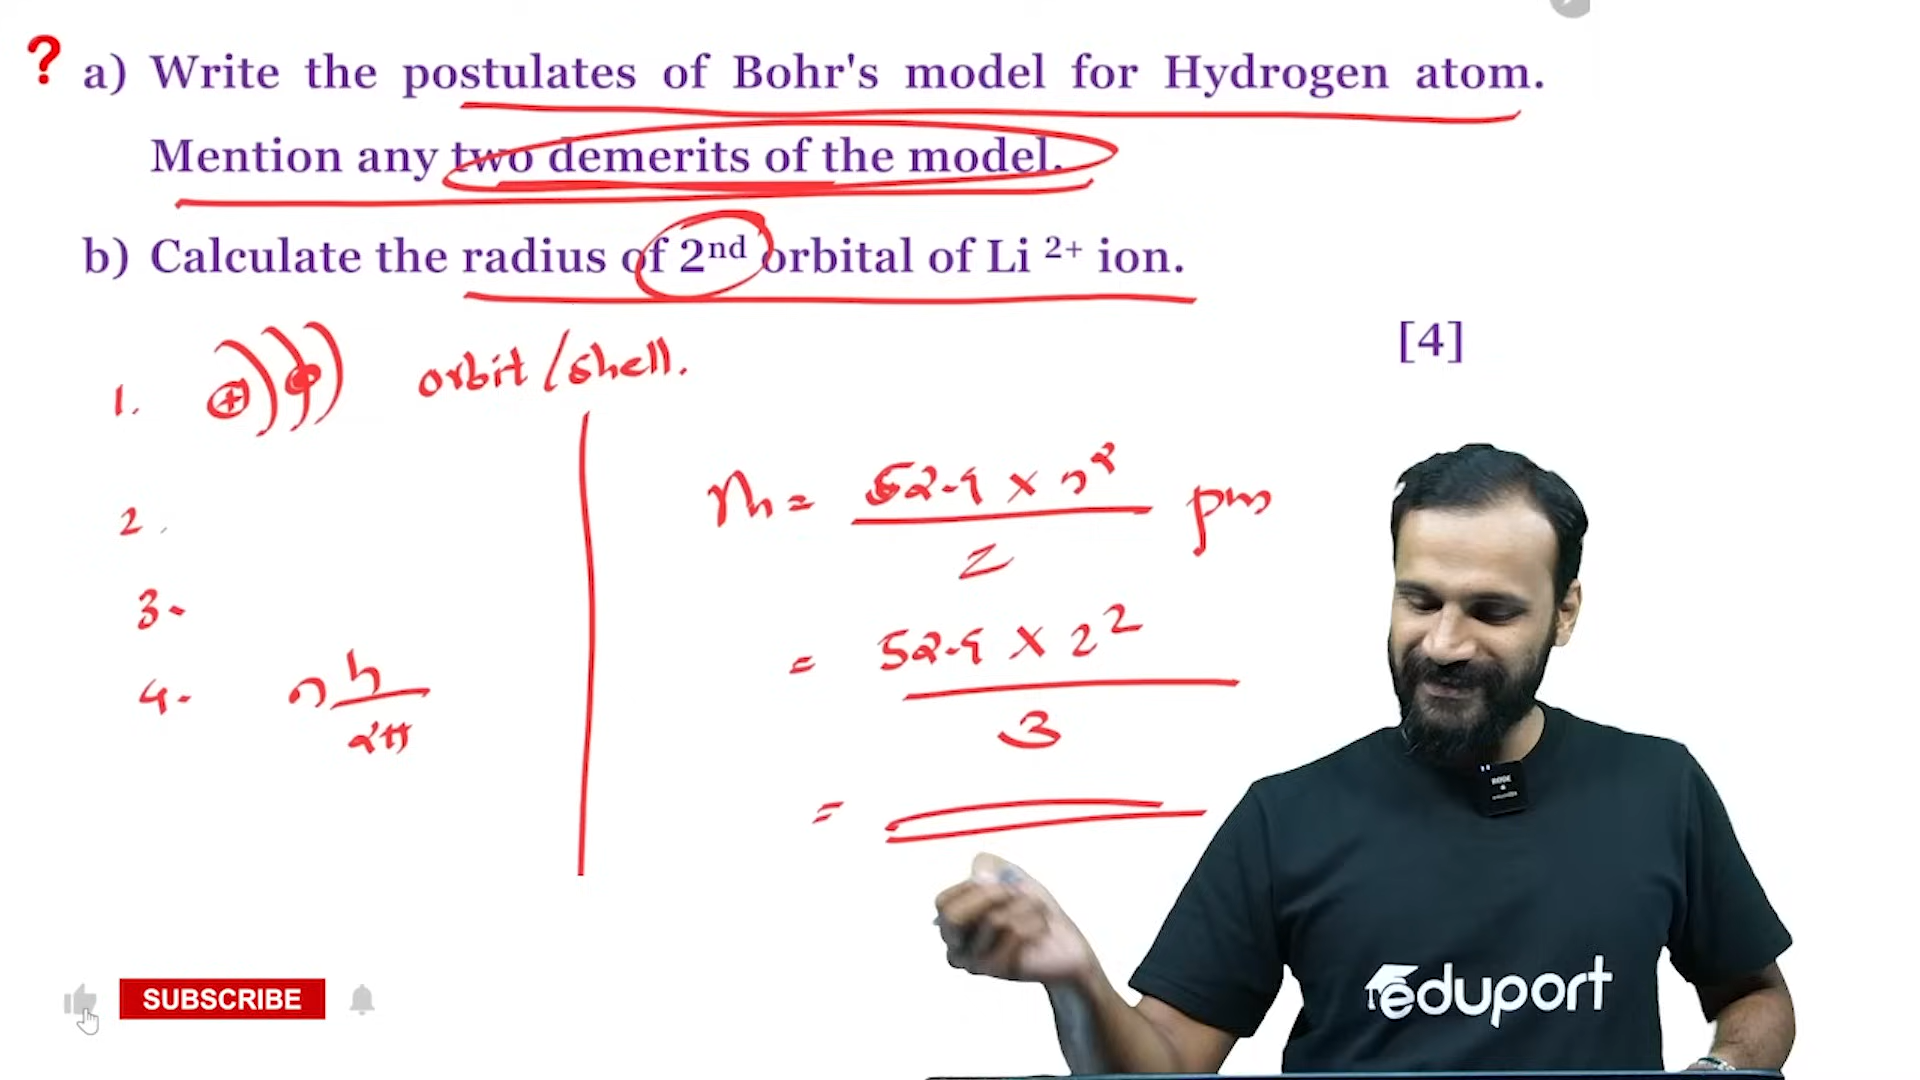 ? a) Write the postulates of Bohr's model for Hydrogen atom.
Mention any two demerits of the model.
b) Calculate the radius of 2nd orbital of Li 2+ ion.
[4]
1. + orbit/shell.
2.
3.
4. nh/2π
rn = 52.9 × n²/Z pm
= 52.9 × 2²/3
=
SUBSCRIBE
eduport